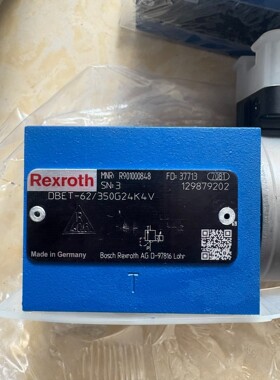 Rexroth
MNR: R901000848 FD: 37713 7081
SN: 3 129879202
DBET-62/350G24K4V
Made in Germany Bosch Rexroth AG D-97816 Lohr
T